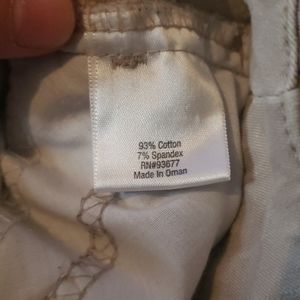 93% Cotton
7% Spandex
RN#93677
Made In Oman